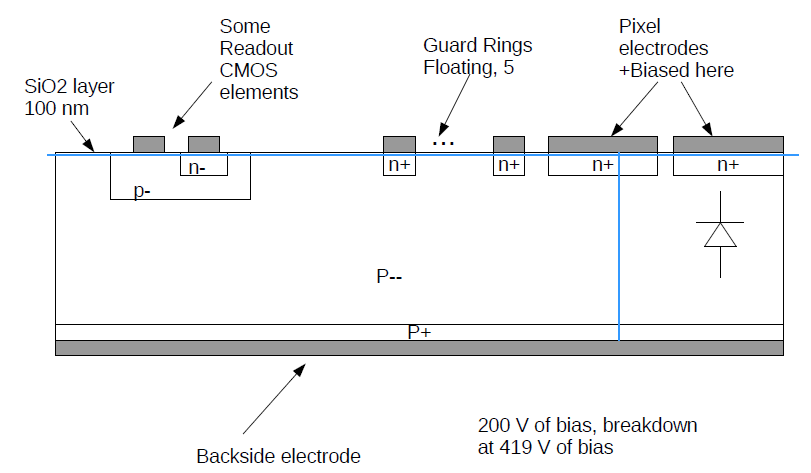 Some
Readout
CMOS
elements
Guard Rings
Floating, 5
Pixel
electrodes
+Biased here
SiO2 layer
100 nm
...
n-
p-
n+
n+
n+
n+
P--
P+
Backside electrode
200 V of bias, breakdown
at 419 V of bias